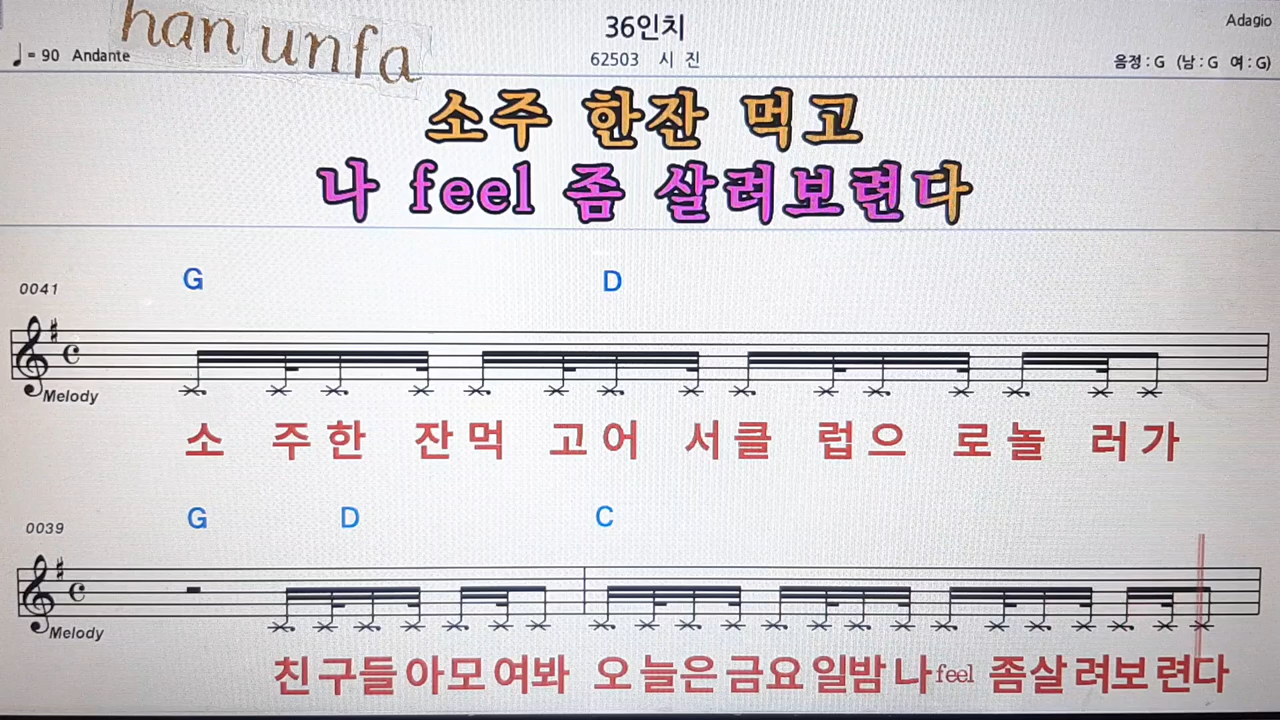 han unfa
36인치
Adagio
♩= 90 Andante
62503 시 진
음정 : G (남 : G 여 : G)
소주 한잔 먹고
나 feel 좀 살려보련다
G D
0041
Melody
소 주 한 잔 먹 고 어 서 클 럽 으 로 놀 러 가
G D C
0039
Melody
친 구 들 아 모 여 봐 오 늘 은 금 요 일 밤 나 feel 좀 살 려 보 련 다